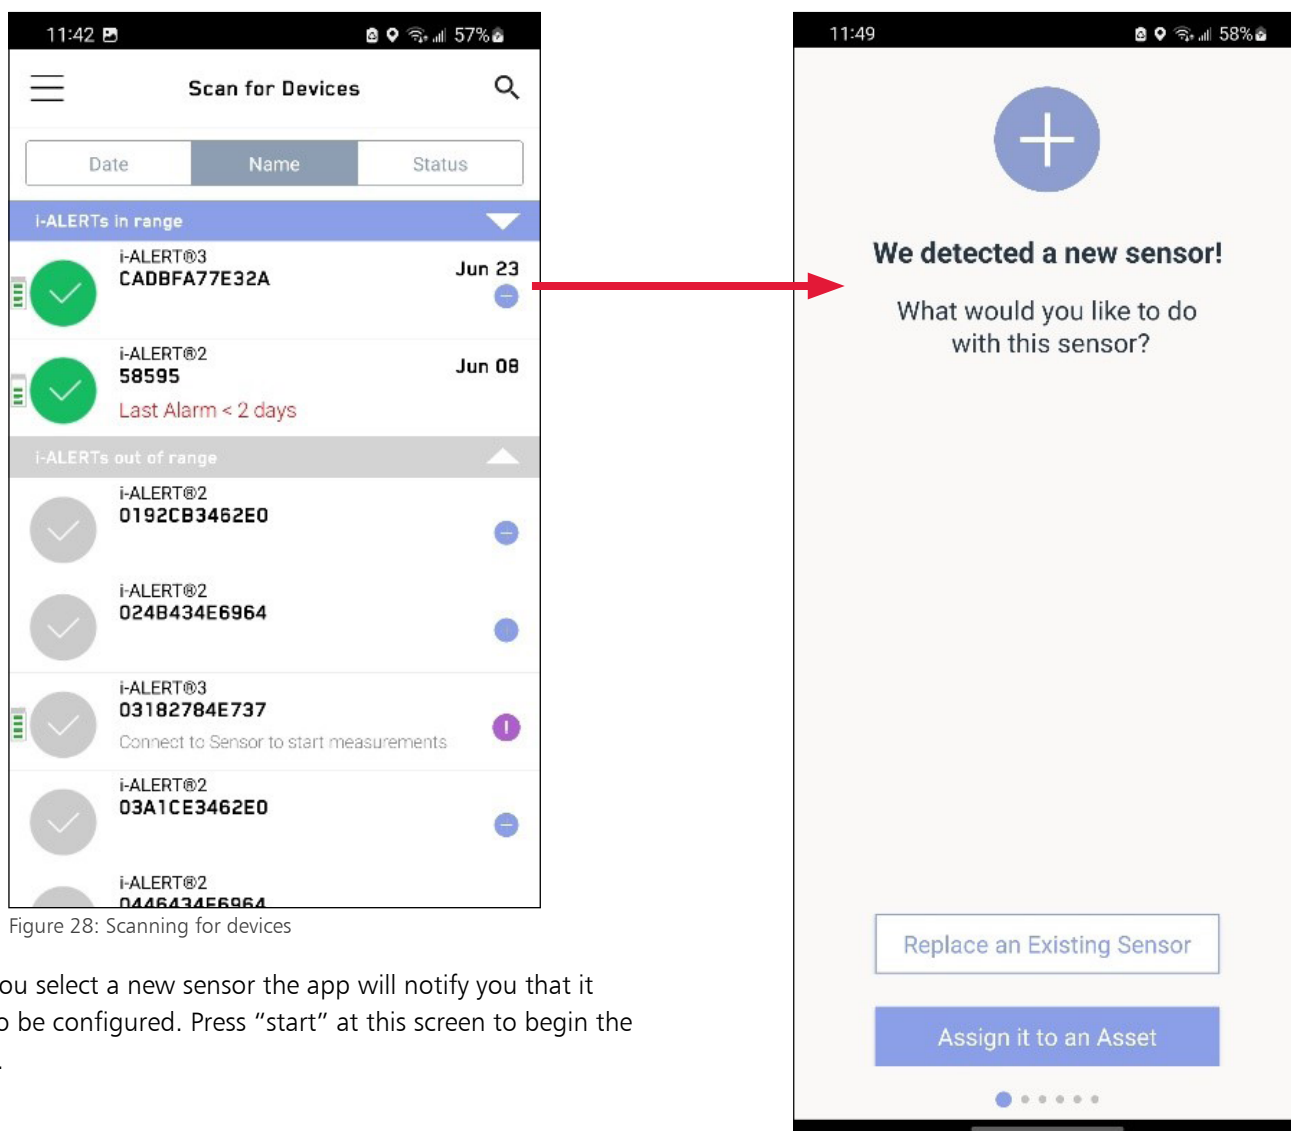 11:42
57%
Scan for Devices
Date
Name
Status
i-ALERTs in range
i-ALERT®3
CADBFA77E32A
Jun 23
i-ALERT®2
58595
Jun 08
Last Alarm < 2 days
i-ALERTs out of range
i-ALERT®2
0192CB3462E0
i-ALERT®2
024B434E6964
i-ALERT®3
03182784E737
Connect to Sensor to start measurements
i-ALERT®2
03A1CE3462E0
i-ALERT®2
0446434E6964
Figure 28: Scanning for devices
ou select a new sensor the app will notify you that it
o be configured. Press “start” at this screen to begin the
.
11:49
58%
We detected a new sensor!
What would you like to do
with this sensor?
Replace an Existing Sensor
Assign it to an Asset